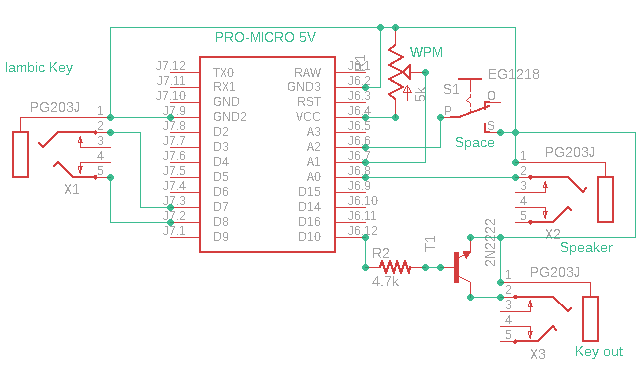 PRO-MICRO 5V
WPM
Iambic Key
J7.12 TX0 RAW J6.1
R1
J7.11 RX1 GND3 J6.2
EG1218
S1
J7.10 GND RST J6.3
5k
O
PG203J
1
J7.9 GND2 VCC J6.4
P
2
J7.8 D2 A3 J6.5
S
3
J7.7 D3 A2 J6.6
Space
4
J7.6 D4 A1 J6.7
PG203J
1
5
J7.5 D5 A0 J6.8
2
X1
J7.4 D6 D15 J6.9
3
J7.3 D7 D14 J6.10
4
J7.2 D8 D16 J6.11
5
J7.1 D9 D10 J6.12
X2
T1
2N2222
Speaker
R2
4.7k
PG203J
1
2
3
4
5
X3
Key out